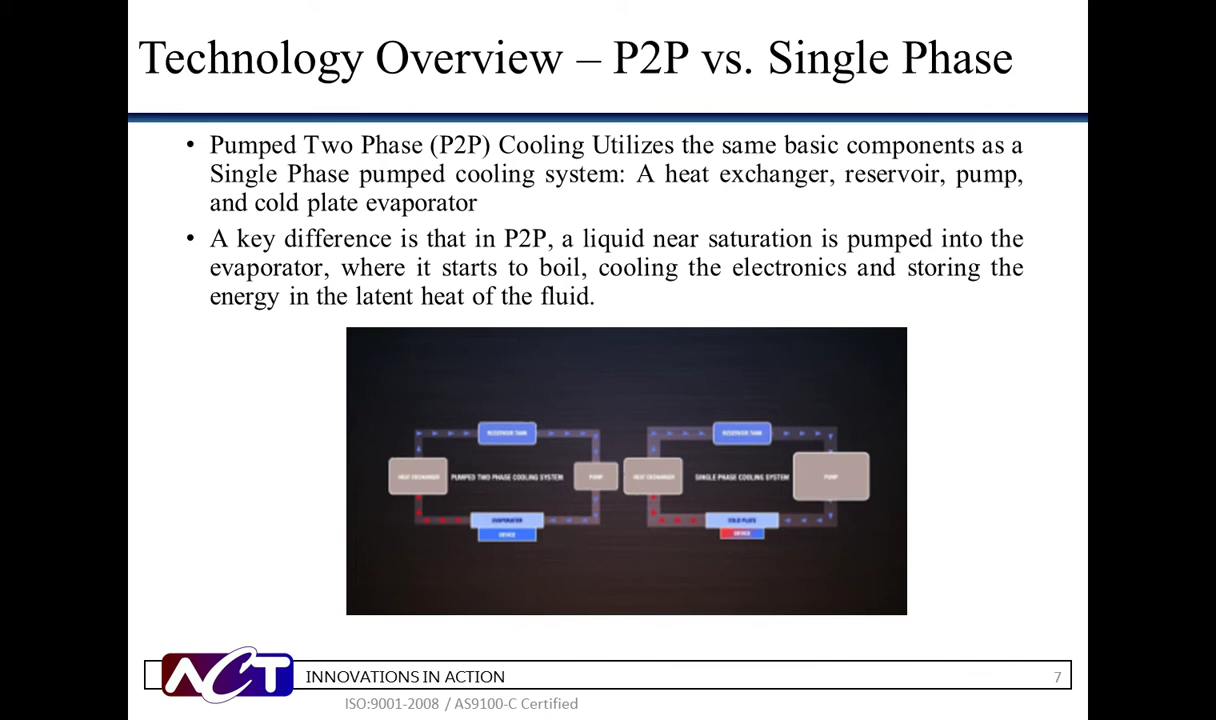 Technology Overview – P2P vs. Single Phase
• Pumped Two Phase (P2P) Cooling Utilizes the same basic components as a
Single Phase pumped cooling system: A heat exchanger, reservoir, pump,
and cold plate evaporator
• A key difference is that in P2P, a liquid near saturation is pumped into the
evaporator, where it starts to boil, cooling the electronics and storing the
energy in the latent heat of the fluid.
RESERVOIR TANK
HEAT EXCHANGER
PUMPED TWO PHASE COOLING SYSTEM
PUMP
EVAPORATOR
DEVICE
RESERVOIR TANK
HEAT EXCHANGER
SINGLE PHASE COOLING SYSTEM
PUMP
COLD PLATE
DEVICE
ACT
INNOVATIONS IN ACTION
7
ISO:9001-2008 / AS9100-C Certified